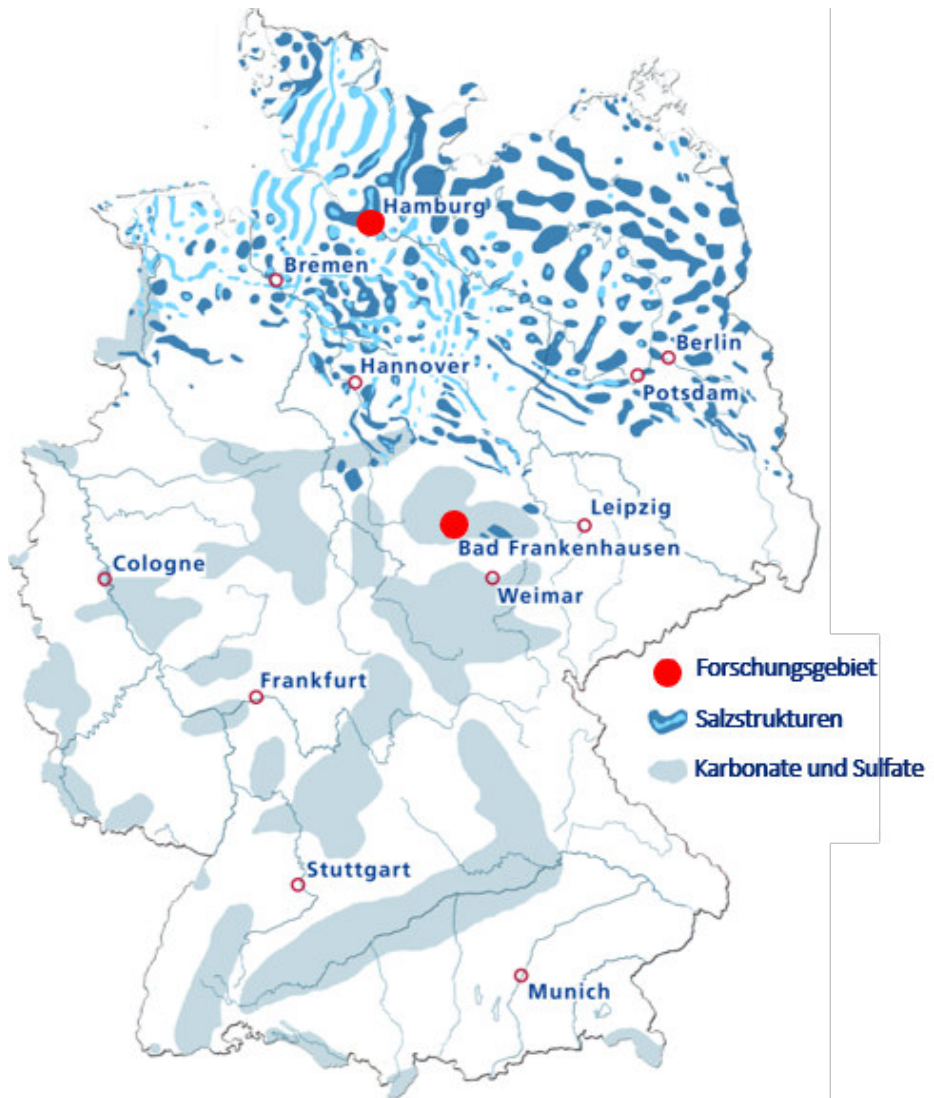 Hamburg
Bremen
Berlin
Hannover
Potsdam
Leipzig
Bad Frankenhausen
Cologne
Weimar
Forschungsgebiet
Frankfurt
Salzstrukturen
Karbonate und Sulfate
Stuttgart
Munich